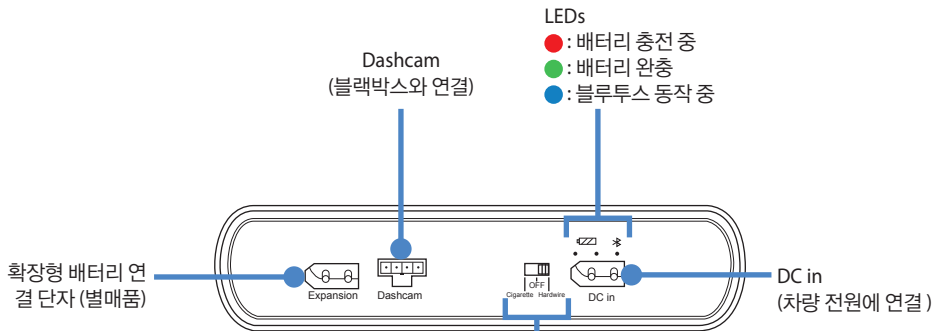 LEDs
: 배터리 충전 중
: 배터리 완충
: 블루투스 동작 중
Dashcam
(블랙박스와 연결)
확장형 배터리 연
결 단자 (별매품)
Expansion
Dashcam
OFF
Cigarette Hardwire
DC in
DC in
(차량 전원에 연결 )